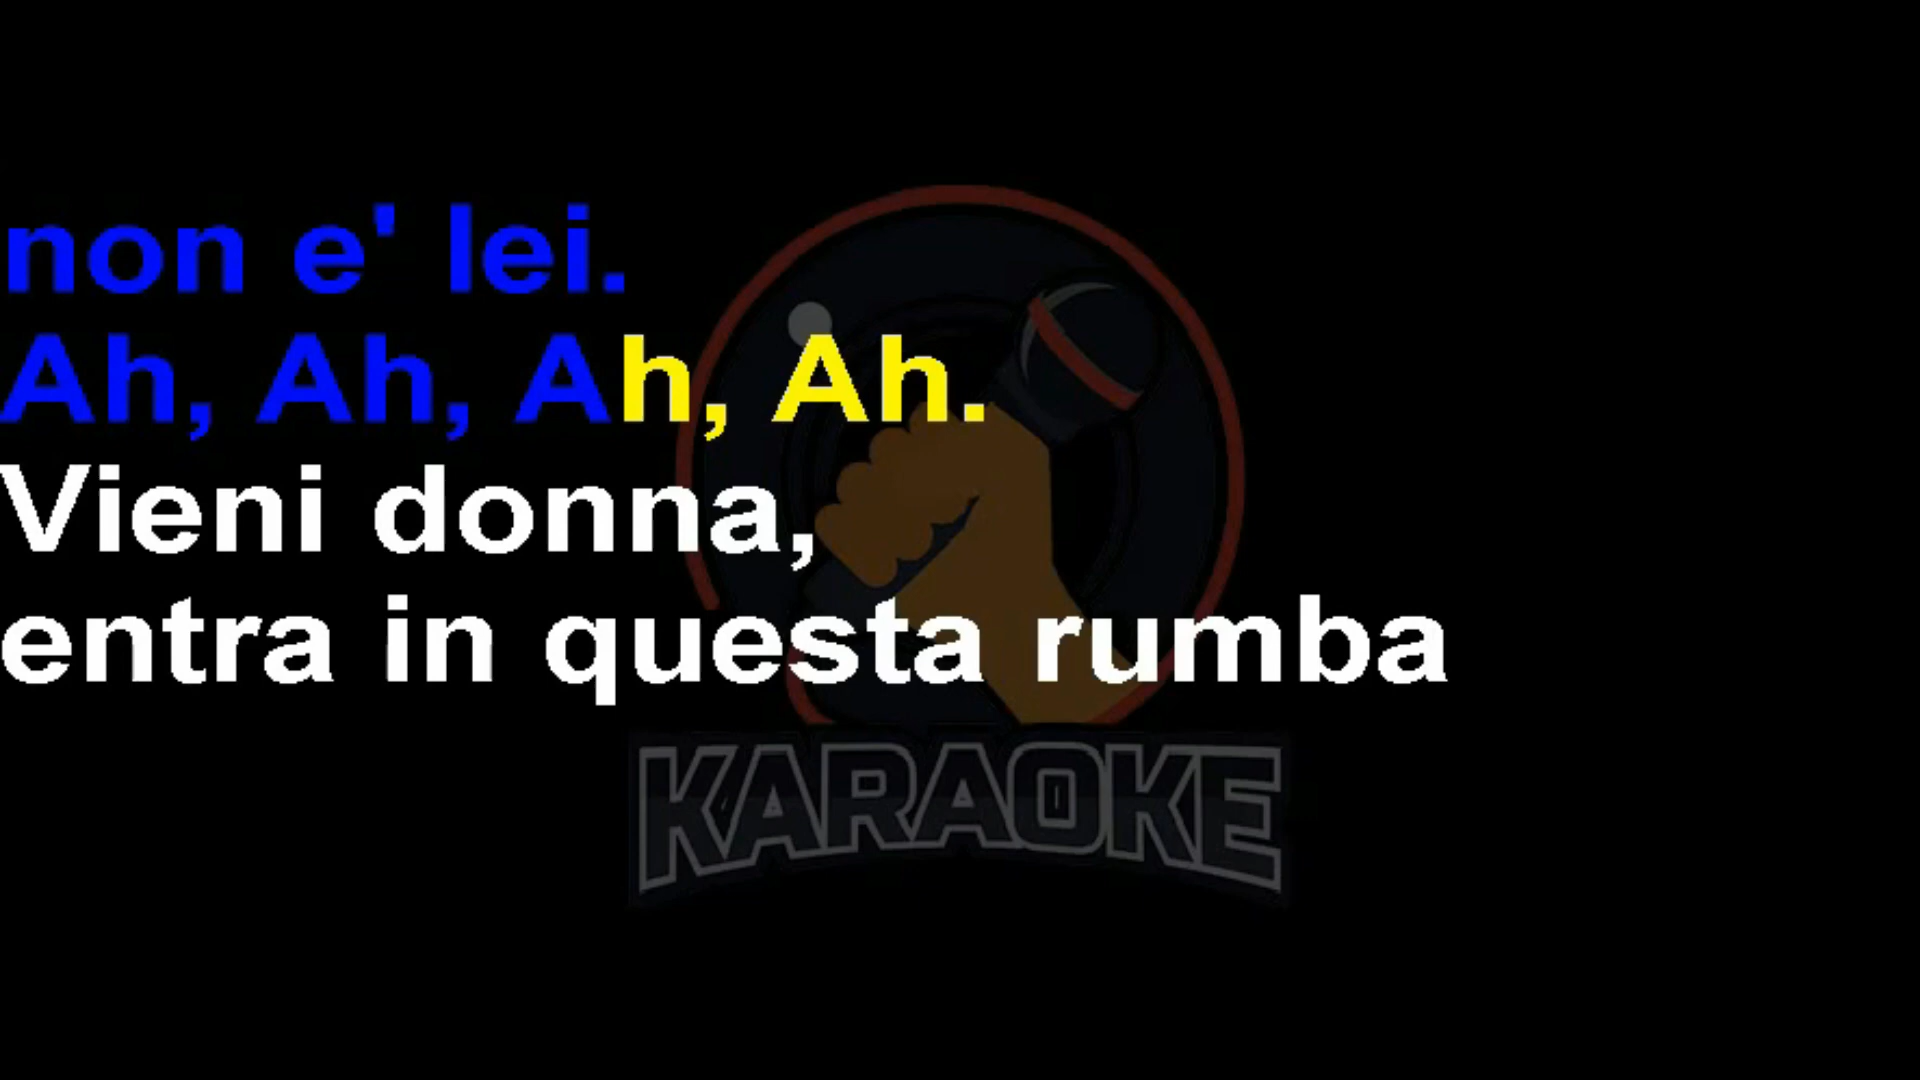 non e' lei.
Ah, Ah, Ah, Ah.
Vieni donna,
entra in questa rumba
KARAOKE